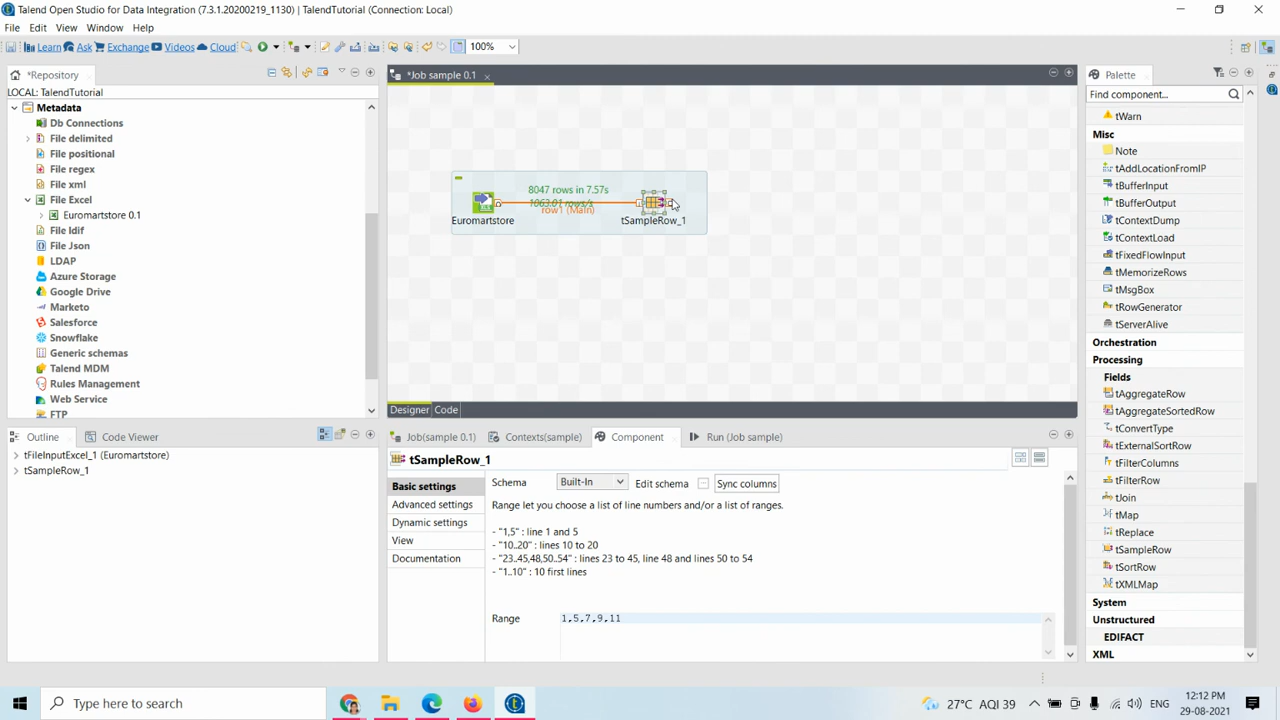 Talend Open Studio for Data Integration (7.3.1.20200219_1130) | TalendTutorial (Connection: Local)
File Edit View Window Help
Learn Ask Exchange Videos Cloud 100%
*Repository
LOCAL: TalendTutorial
Metadata
Db Connections
File delimited
File positional
File regex
File xml
File Excel
Euromartstore 0.1
File ldif
File Json
LDAP
Azure Storage
Google Drive
Marketo
Salesforce
Snowflake
Generic schemas
Talend MDM
Rules Management
Web Service
FTP
*Job sample 0.1
8047 rows in 7.57s
1063.01 rows/s
row1 (Main)
Euromartstore
tSampleRow_1
Designer Code
Palette
Find component...
tWarn
Misc
Note
tAddLocationFromIP
tBufferInput
tBufferOutput
tContextDump
tContextLoad
tFixedFlowInput
tMemorizeRows
tMsgBox
tRowGenerator
tServerAlive
Orchestration
Processing
Fields
tAggregateRow
tAggregateSortedRow
tConvertType
tExternalSortRow
tFilterColumns
tFilterRow
tJoin
tMap
tReplace
tSampleRow
tSortRow
tXMLMap
System
Unstructured
EDIFACT
XML
Outline Code Viewer
tFileInputExcel_1 (Euromartstore)
tSampleRow_1
Job(sample 0.1) Contexts(sample) Component Run (Job sample)
tSampleRow_1
Basic settings
Advanced settings
Dynamic settings
View
Documentation
Schema Built-In Edit schema Sync columns
Range let you choose a list of line numbers and/or a list of ranges.
- "1,5" : line 1 and 5
- "10..20" : lines 10 to 20
- "23..45,48,50..54" : lines 23 to 45, line 48 and lines 50 to 54
- "1..10" : 10 first lines
Range 1,5,7,9,11
Type here to search
27°C AQI 39
12:12 PM
29-08-2021